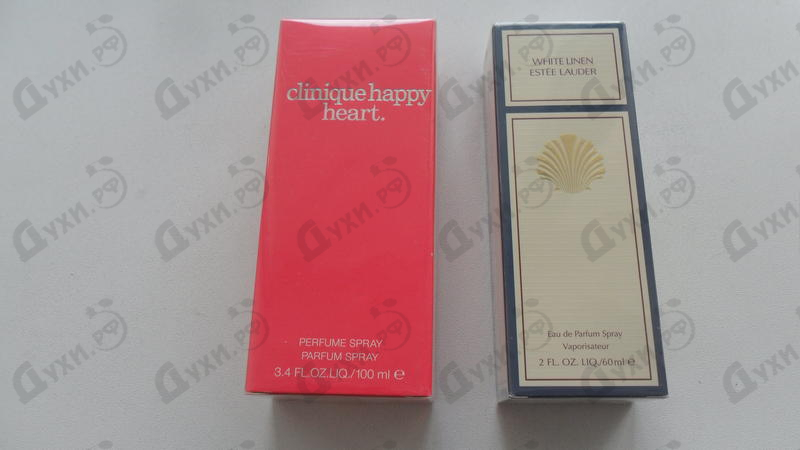 clinique happy
heart.
PERFUME SPRAY
PARFUM SPRAY
3.4 FL.OZ.LIQ./100 ml ℮
WHITE LINEN
ESTĒE LAUDER
Eau de Parfum Spray
Vaporisateur
2 FL. OZ. LIQ./60ml ℮
Духи.РФ